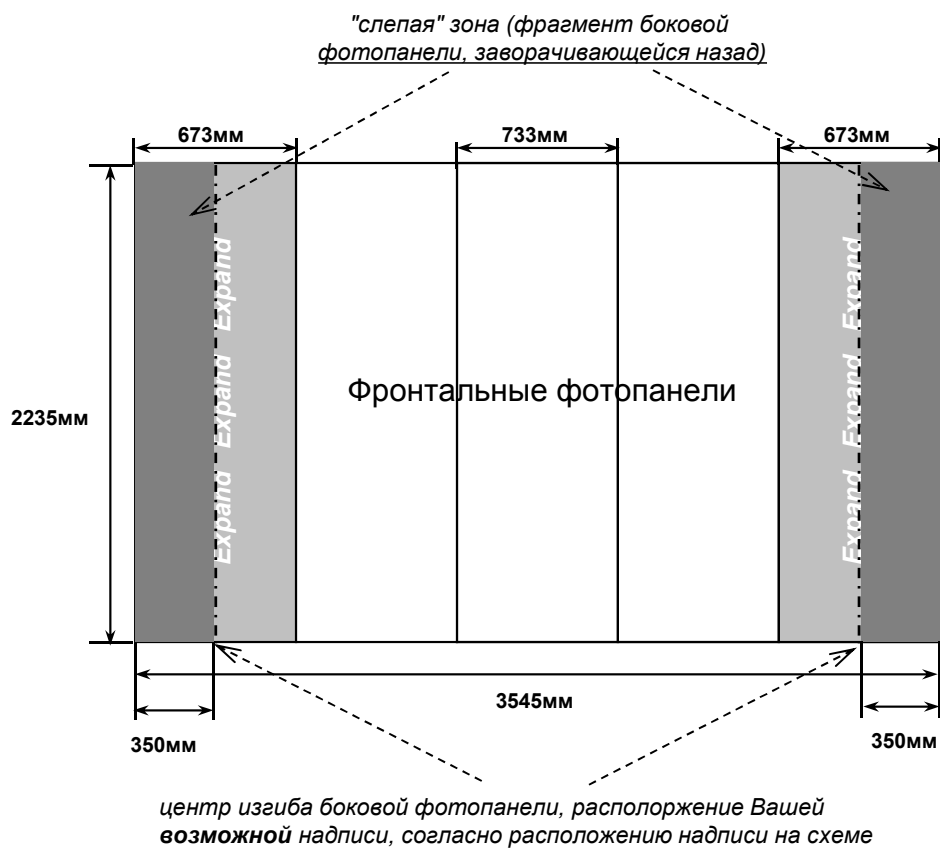 "слепая" зона (фрагмент боковой
фотопанели, заворачивающейся назад)
673мм
733мм
673мм
Expand Expand Expand
Expand Expand Expand
Фронтальные фотопанели
2235мм
3545мм
350мм
350мм
центр изгиба боковой фотопанели, располоржение Вашей
возможной надписи, согласно расположению надписи на схеме